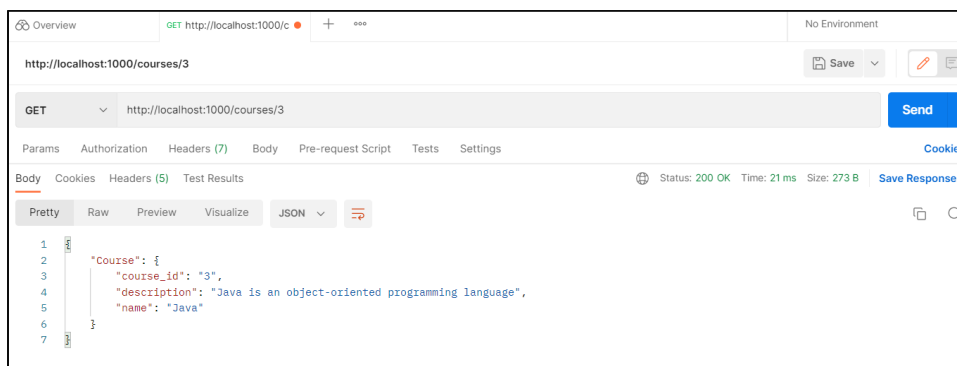 Overview GET http://localhost:1000/c No Environment
http://localhost:1000/courses/3 Save
GET http://localhost:1000/courses/3 Send
Params Authorization Headers (7) Body Pre-request Script Tests Settings Cookie
Body Cookies Headers (5) Test Results Status: 200 OK Time: 21 ms Size: 273 B Save Response
Pretty Raw Preview Visualize JSON
1 {
2 "Course": {
3 "course_id": "3",
4 "description": "Java is an object-oriented programming language",
5 "name": "Java"
6 }
7 }